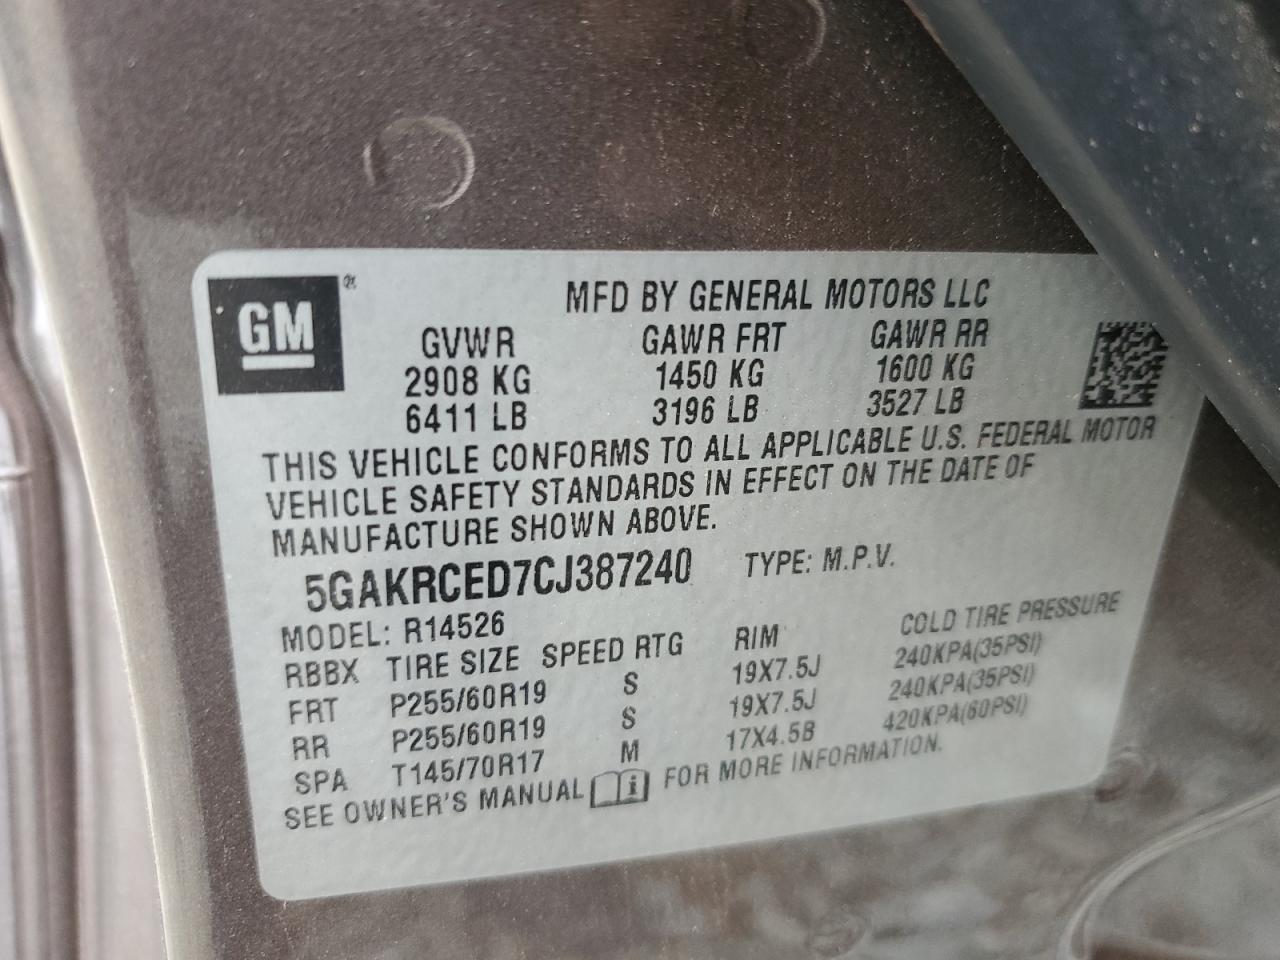 GM ®
MFD BY GENERAL MOTORS LLC
GVWR GAWR FRT GAWR RR
2908 KG 1450 KG 1600 KG
6411 LB 3196 LB 3527 LB
THIS VEHICLE CONFORMS TO ALL APPLICABLE U.S. FEDERAL MOTOR
VEHICLE SAFETY STANDARDS IN EFFECT ON THE DATE OF
MANUFACTURE SHOWN ABOVE.
5GAKRCED7CJ387240 TYPE: M.P.V.
MODEL: R14526
RBBX TIRE SIZE SPEED RTG RIM COLD TIRE PRESSURE
FRT P255/60R19 S 19X7.5J 240KPA(35PSI)
RR P255/60R19 S 19X7.5J 240KPA(35PSI)
SPA T145/70R17 M 17X4.5B 420KPA(60PSI)
SEE OWNER'S MANUAL i FOR MORE INFORMATION.